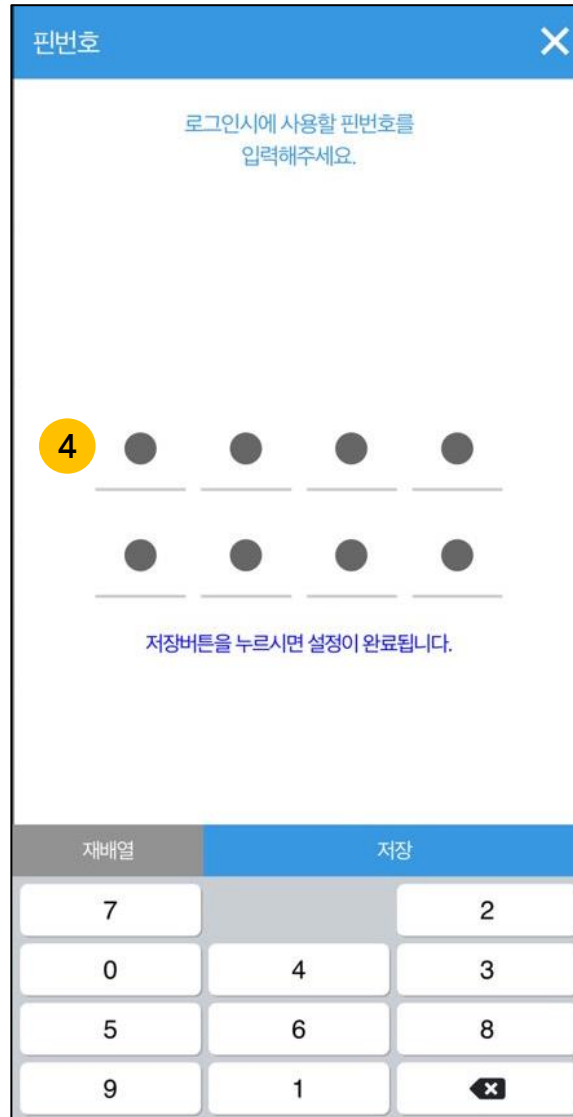 핀번호
로그인시에 사용할 핀번호를
입력해주세요.
4
저장버튼을 누르시면 설정이 완료됩니다.
재배열 저장
7 2
0 4 3
5 6 8
9 1